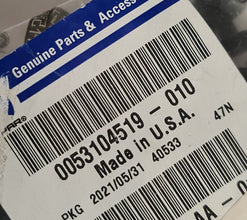 Genuine Parts & Access
0053104519-010
Made in U.S.A.
47N
PKG 2021/05/31 40533